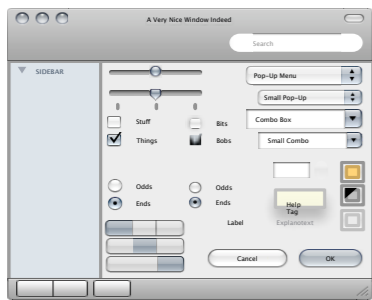 A Very Nice Window Indeed
Search
SIDEBAR
Pop-Up Menu
Small Pop-Up
Stuff
Bits
Combo Box
Things
Bobs
Small Combo
Odds
Odds
Ends
Ends
Help
Tag
Label
Explanotext
Cancel
OK